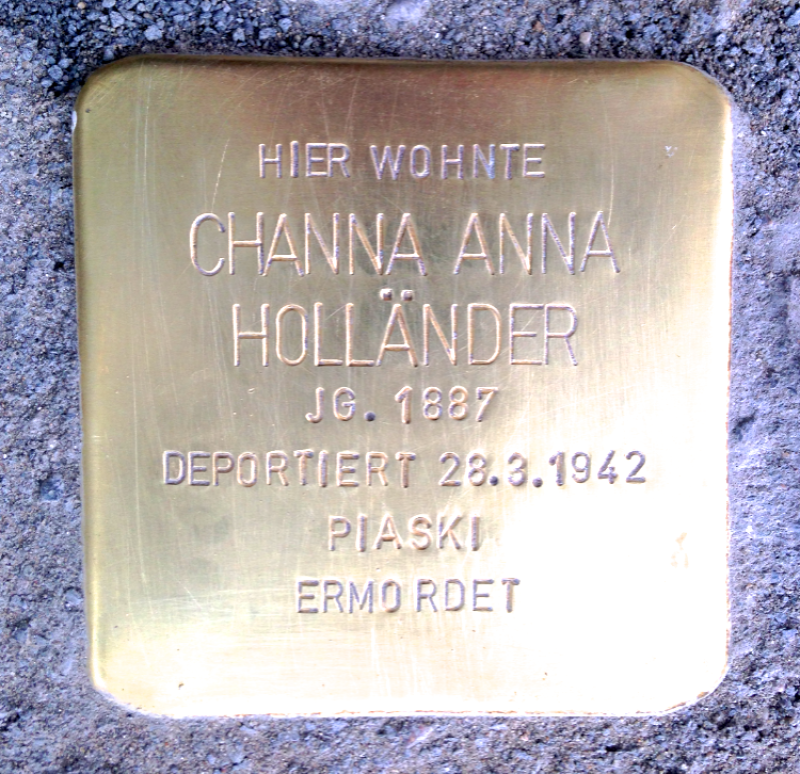 HIER WOHNTE
CHANNA ANNA
HOLLÄNDER
JG. 1887
DEPORTIERT 28.3.1942
PIASKI
ERMORDET